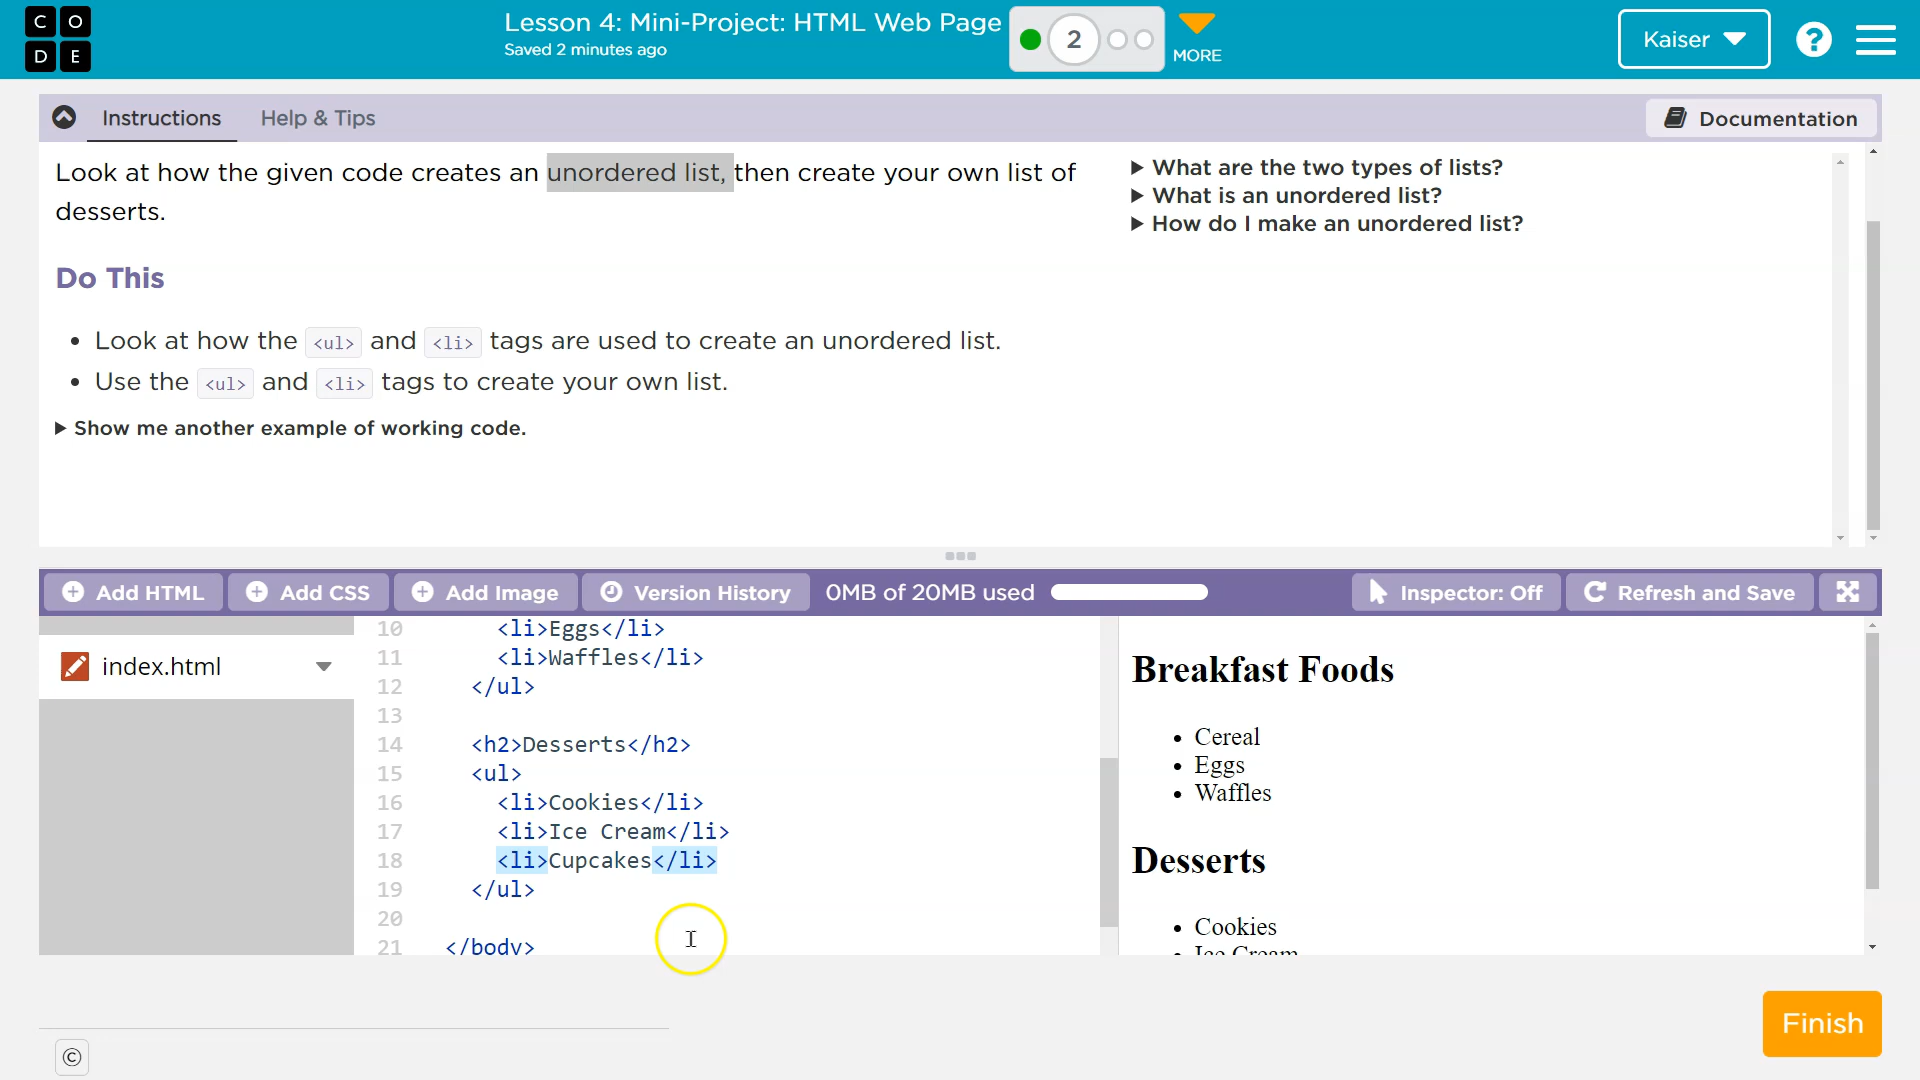 C O
D E
Lesson 4: Mini-Project: HTML Web Page
Saved 2 minutes ago
2
MORE
Kaiser
?
Instructions
Help & Tips
Documentation
Look at how the given code creates an unordered list, then create your own list of
desserts.
Do This
• Look at how the <ul> and <li> tags are used to create an unordered list.
• Use the <ul> and <li> tags to create your own list.
Show me another example of working code.
What are the two types of lists?
What is an unordered list?
How do I make an unordered list?
Add HTML
Add CSS
Add Image
Version History
0MB of 20MB used
Inspector: Off
Refresh and Save
index.html
10 <li>Eggs</li>
11 <li>Waffles</li>
12 </ul>
13
14 <h2>Desserts</h2>
15 <ul>
16 <li>Cookies</li>
17 <li>Ice Cream</li>
18 <li>Cupcakes</li>
19 </ul>
20
21 </body>
Breakfast Foods
• Cereal
• Eggs
• Waffles
Desserts
• Cookies
• Ice Cream
Finish
©